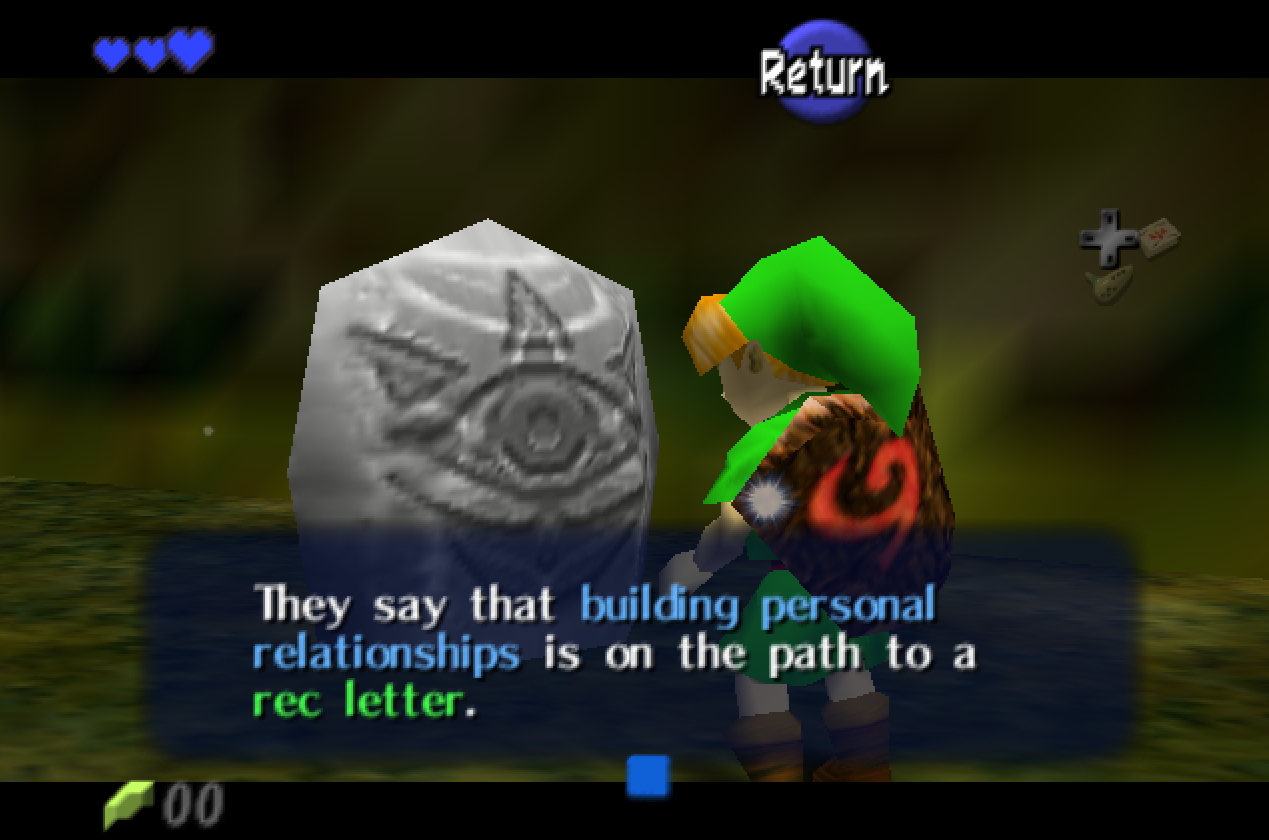 Return
They say that building personal
relationships is on the path to a
rec letter.
00